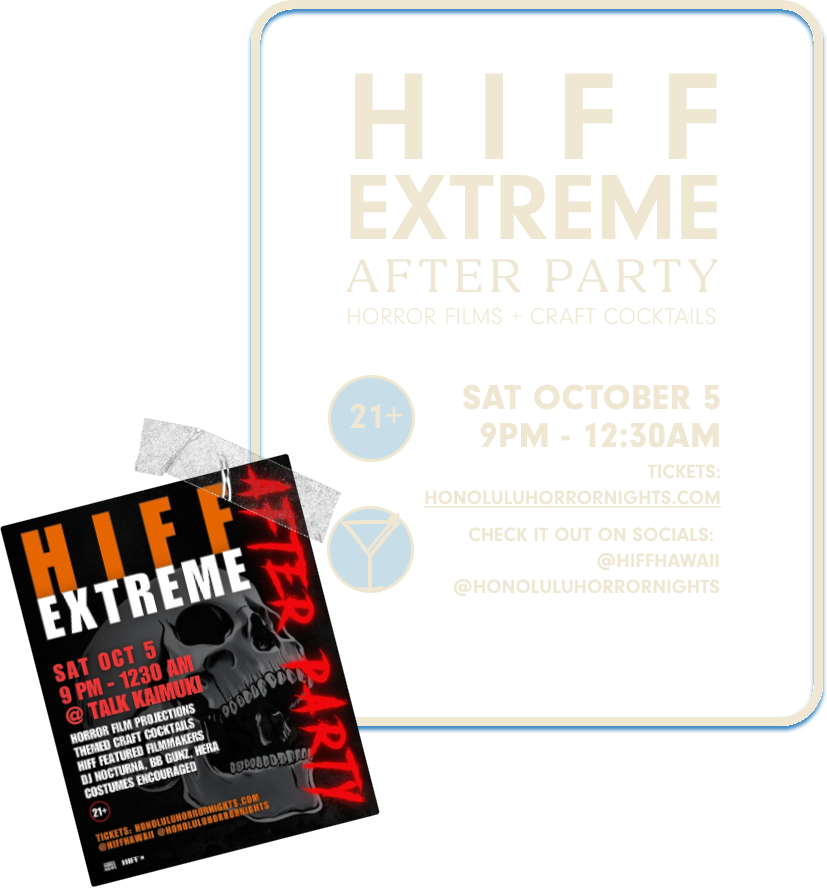 HIFF
EXTREME
AFTER PARTY
HORROR FILMS + CRAFT COCKTAILS
21+
SAT OCTOBER 5
9PM - 12:30AM
TICKETS:
HONOLULUHORRORNIGHTS.COM
CHECK IT OUT ON SOCIALS:
@HIFFHAWAII
@HONOLULUHORRORNIGHTS
HIFF
EXTREME
AFTER PARTY
SAT OCT 5
9 PM - 1230 AM
@ TALK KAIMUKI
HORROR FILM PROJECTIONS
THEMED CRAFT COCKTAILS
HIFF FEATURED FILMMAKERS
DJ NOCTURNA, BB GUNZ, HERA
COSTUMES ENCOURAGED
21+
TICKETS: HONOLULUHORRORNIGHTS.COM
@HIFFHAWAII @HONOLULUHORRORNIGHTS
HIFF